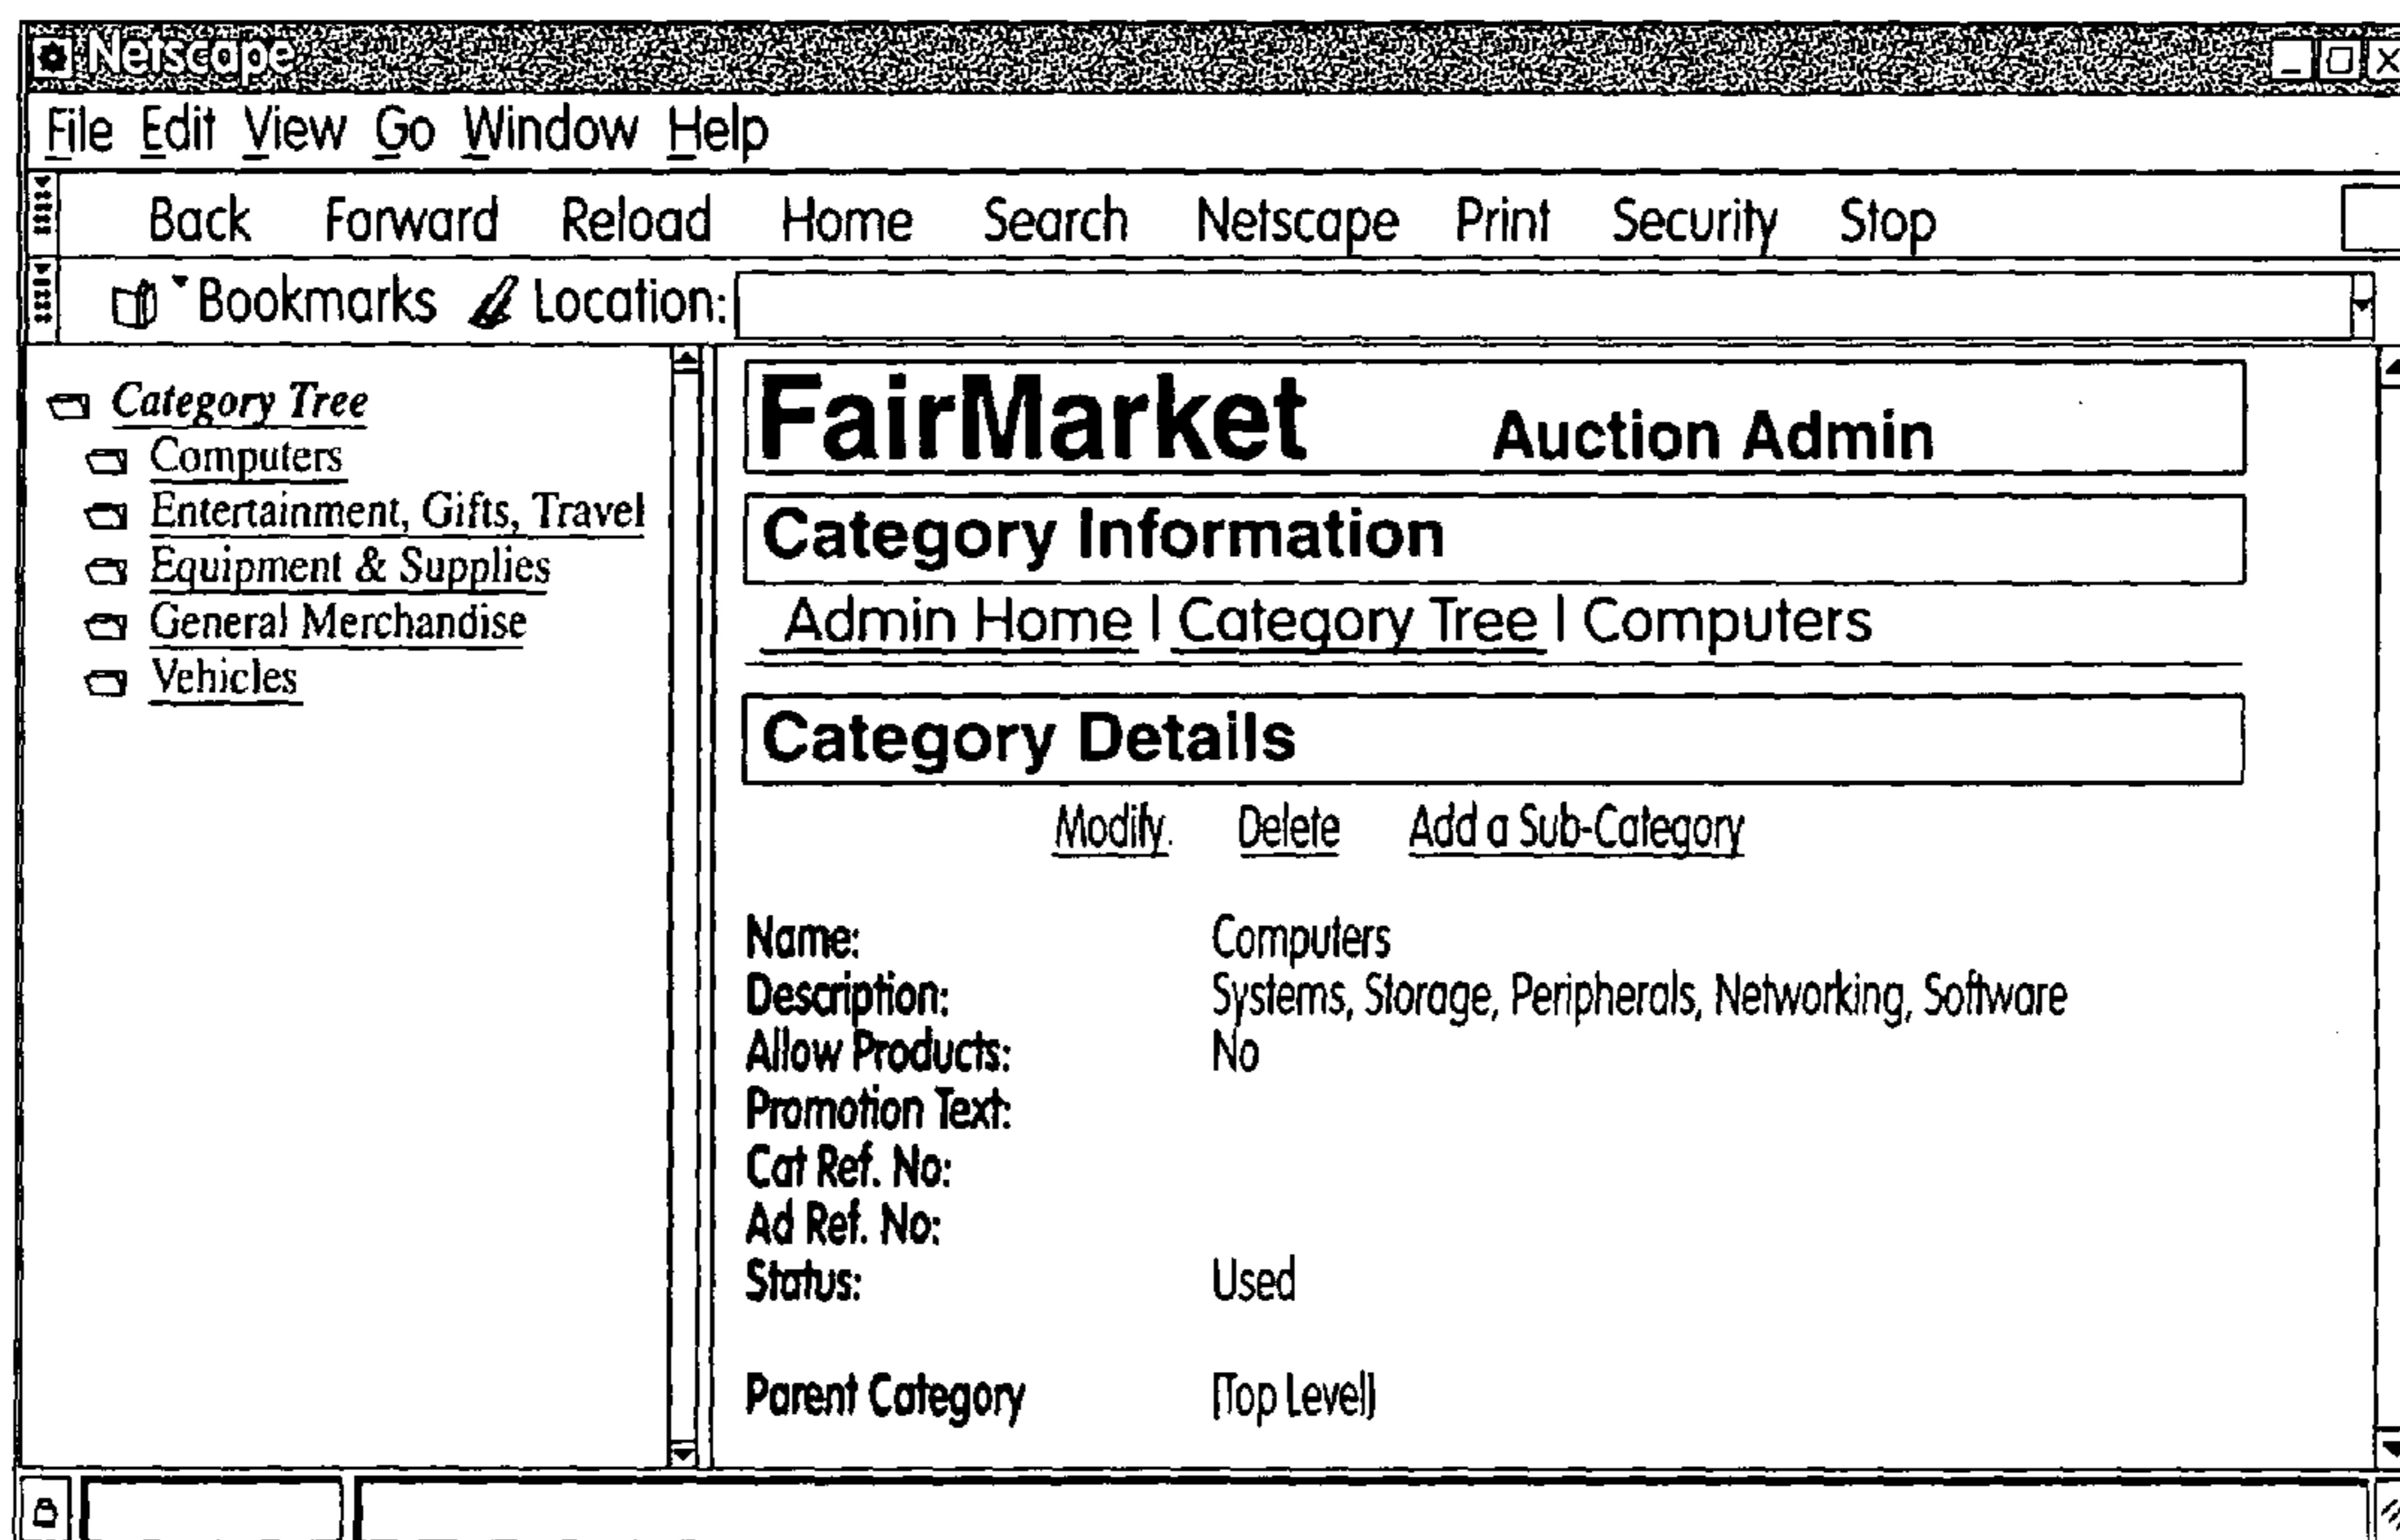 Netscape
File Edit View Go Window Help
Back Forward Reload Home Search Netscape Print Security Stop
Bookmarks Location:
Category Tree
Computers
Entertainment, Gifts, Travel
Equipment & Supplies
General Merchandise
Vehicles
FairMarket Auction Admin
Category Information
Admin Home | Category Tree | Computers
Category Details
Modify Delete Add a Sub-Category
Name: Computers
Description: Systems, Storage, Peripherals, Networking, Software
Allow Products: No
Promotion Text:
Cat Ref. No:
Ad Ref. No:
Status: Used
Parent Category (Top Level)